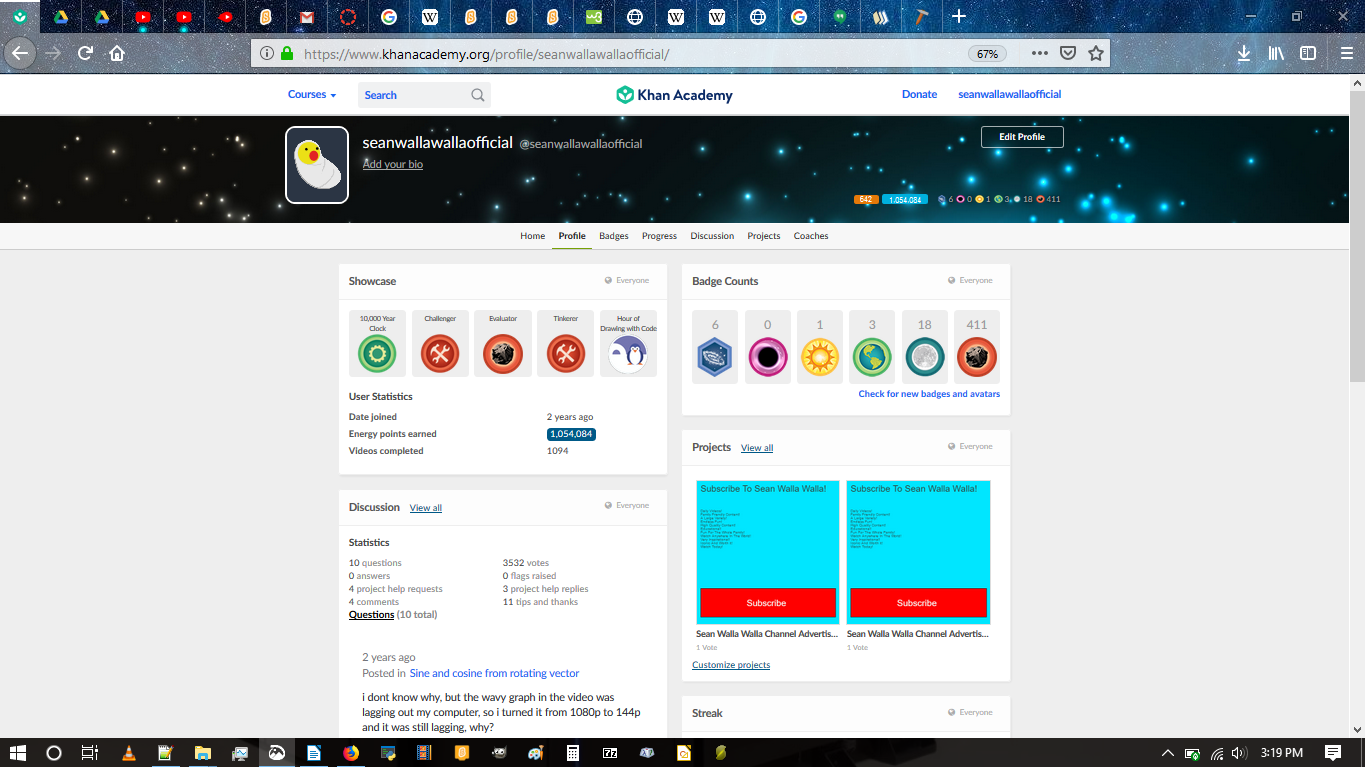 https://www.khanacademy.org/profile/seanwallawallaofficial/
67%
Courses
Search
Khan Academy
Donate
seanwallawallaofficial
seanwallawallaofficial @seanwallawallaofficial
Add your bio
Edit Profile
642 1,054,084 6 0 1 3 18 411
Home Profile Badges Progress Discussion Projects Coaches
Showcase Everyone
10,000 Year Clock
Challenger
Evaluator
Tinkerer
Hour of Drawing with Code
User Statistics
Date joined 2 years ago
Energy points earned 1,054,084
Videos completed 1094
Badge Counts Everyone
6 0 1 3 18 411
Check for new badges and avatars
Discussion View all Everyone
Statistics
10 questions 3532 votes
0 answers 0 flags raised
4 project help requests 3 project help replies
4 comments 11 tips and thanks
Questions (10 total)
2 years ago
Posted in Sine and cosine from rotating vector
i dont know why, but the wavy graph in the video was
lagging out my computer, so i turned it from 1080p to 144p
and it was still lagging, why?
Projects View all Everyone
Subscribe To Sean Walla Walla! Subscribe To Sean Walla Walla!
Subscribe Subscribe
Sean Walla Walla Channel Advertis... Sean Walla Walla Channel Advertis...
1 Vote 1 Vote
Customize projects
Streak Everyone
3:19 PM